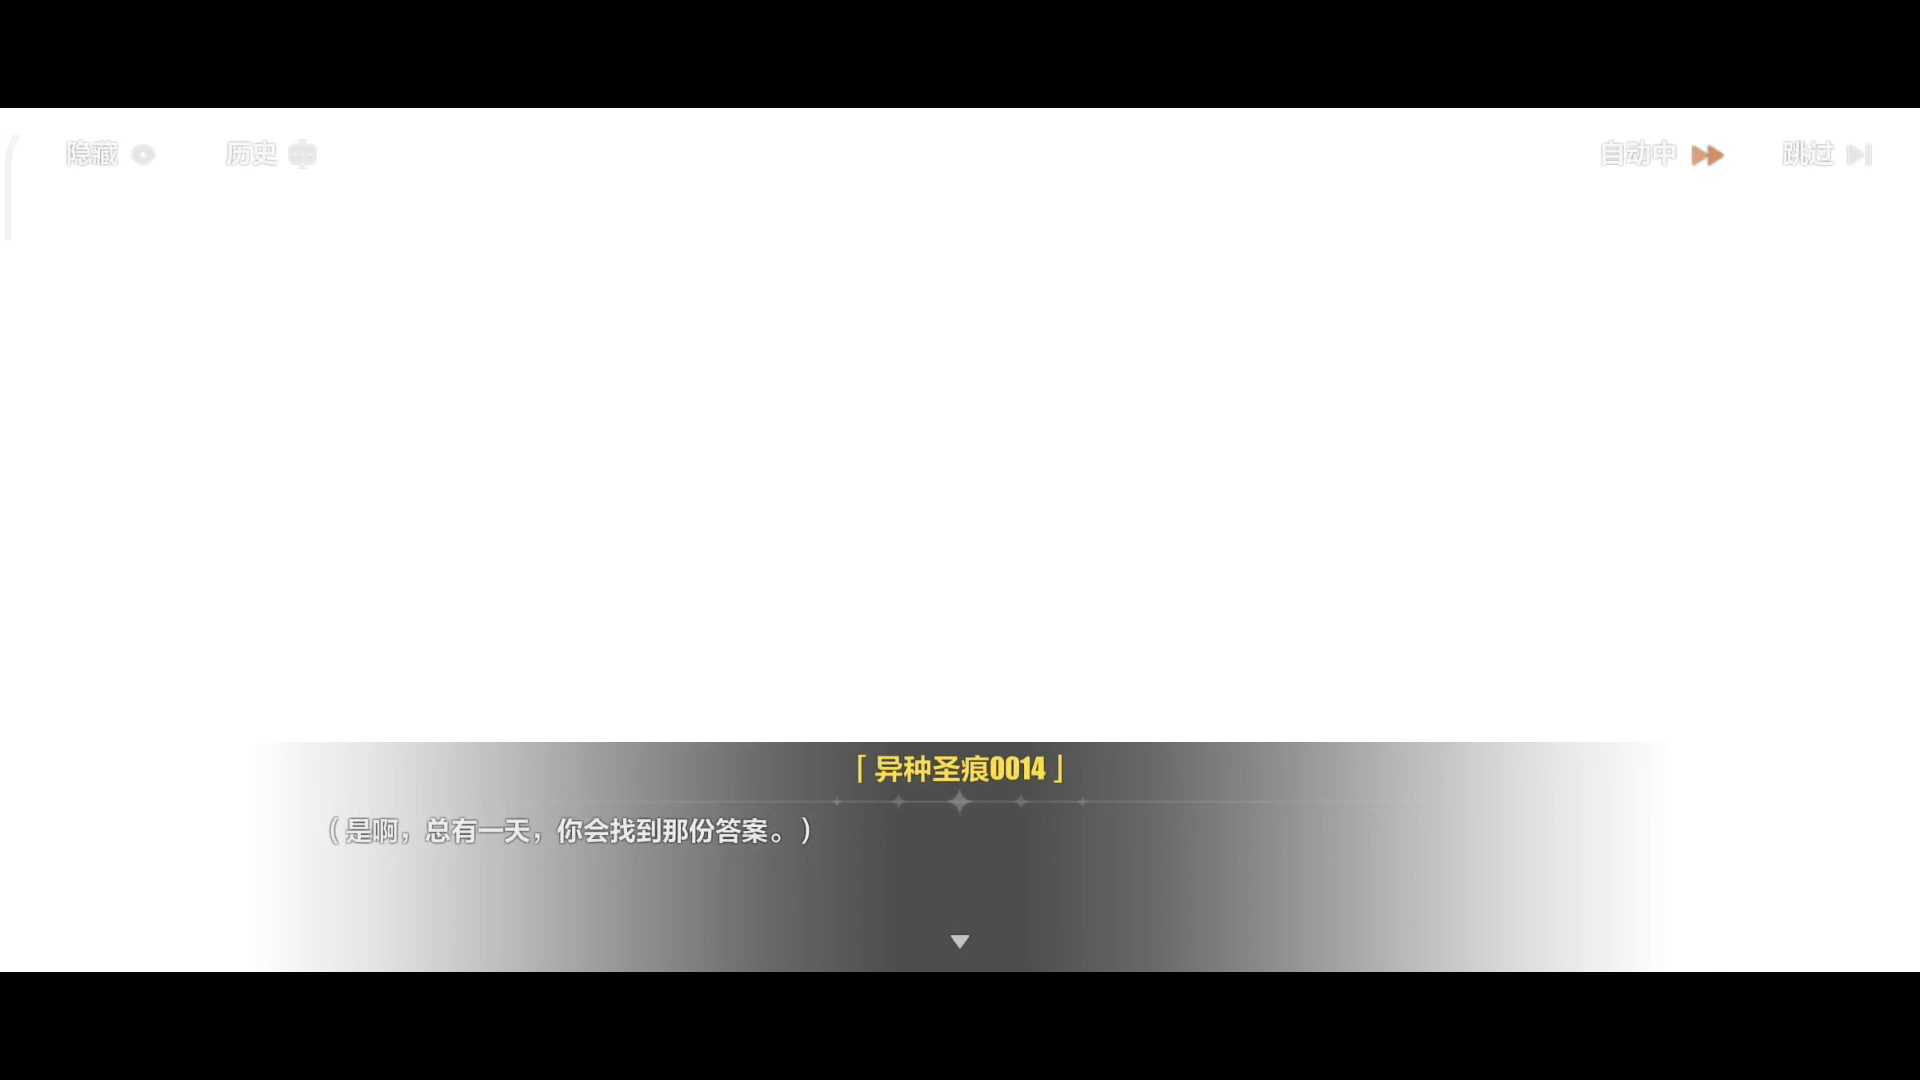 隐藏
历史
自动中
跳过
「异种圣痕0014」
（是啊，总有一天，你会找到那份答案。）